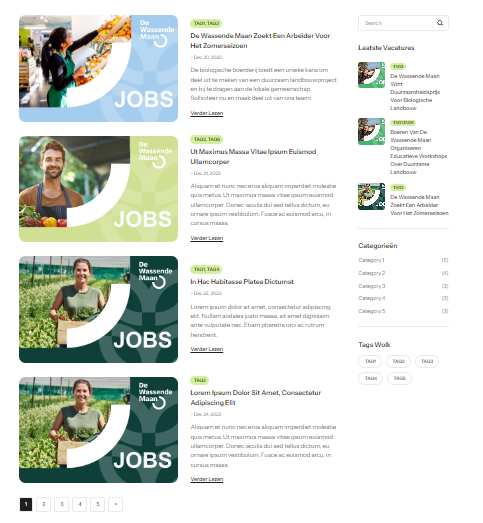 De
Wassende
Maan
JOBS
TAG1, TAG2
De Wassende Maan Zoekt Een Arbeider Voor
Het Zomerseizoen
- Dec 20, 2023
De biologische boerderij biedt een unieke kans om
deel uit te maken van een duurzaam landbouwproject
en bij te dragen aan de lokale gemeenschap.
Solliciteer nu en maak deel uit van ons team!
Verder Lezen
De
Wassende
Maan
JOBS
TAG3, TAG5
Ut Maximus Massa Vitae Ipsum Euismod
Ullamcorper
- Dec 21, 2023
Aliquam et nunc nec eros aliquam imperdiet molestie
quis metus. Ut maximus massa vitae ipsum euismod
ullamcorper. Donec iaculis dui sed tellus dictum, eu
ornare ipsum vestibulum. Fusce ac euismod arcu, in
cursus massa.
Verder Lezen
De
Wassende
Maan
JOBS
TAG1, TAG4
In Hac Habitasse Platea Dictumst
- Dec 22, 2023
Lorem ipsum dolor sit amet, consectetur adipiscing
elit. Nullam sodales justo metus, in suscipit dui mattis
ante vulputate nec. Etiam pharetra orci ac rutrum
hendrerit.
Verder Lezen
De
Wassende
Maan
JOBS
TAG2
Lorem Ipsum Dolor Sit Amet, Consectetur
Adipiscing Elit
- Dec 24, 2023
Aliquam et nunc nec eros aliquam imperdiet molestie
quis metus. Ut maximus massa vitae ipsum euismod
ullamcorper. Donec iaculis dui sed tellus dictum, eu
ornare ipsum vestibulum. Fusce ac euismod arcu, in
cursus massa.
Verder Lezen
1 2 3 4 5 »
Search
Laatste Vacatures
TAG3
De Wassende Maan
Wint
Duurzaamheidsprijs
Voor Biologische
Landbouw
Boeren Van De
Wassende Maan
Organiseren
Educatieve Workshops
Over Duurzame
Landbouw
TAG2
De Wassende Maan
Zoekt Een Arbeider
Voor Het Zomerseizoen
Categorieën
Category 1 (5)
Category 2 (4)
Category 3 (3)
Category 4 (3)
Category 5 (3)
Tags Wolk
TAG1 TAG2 TAG3
TAG4 TAG5